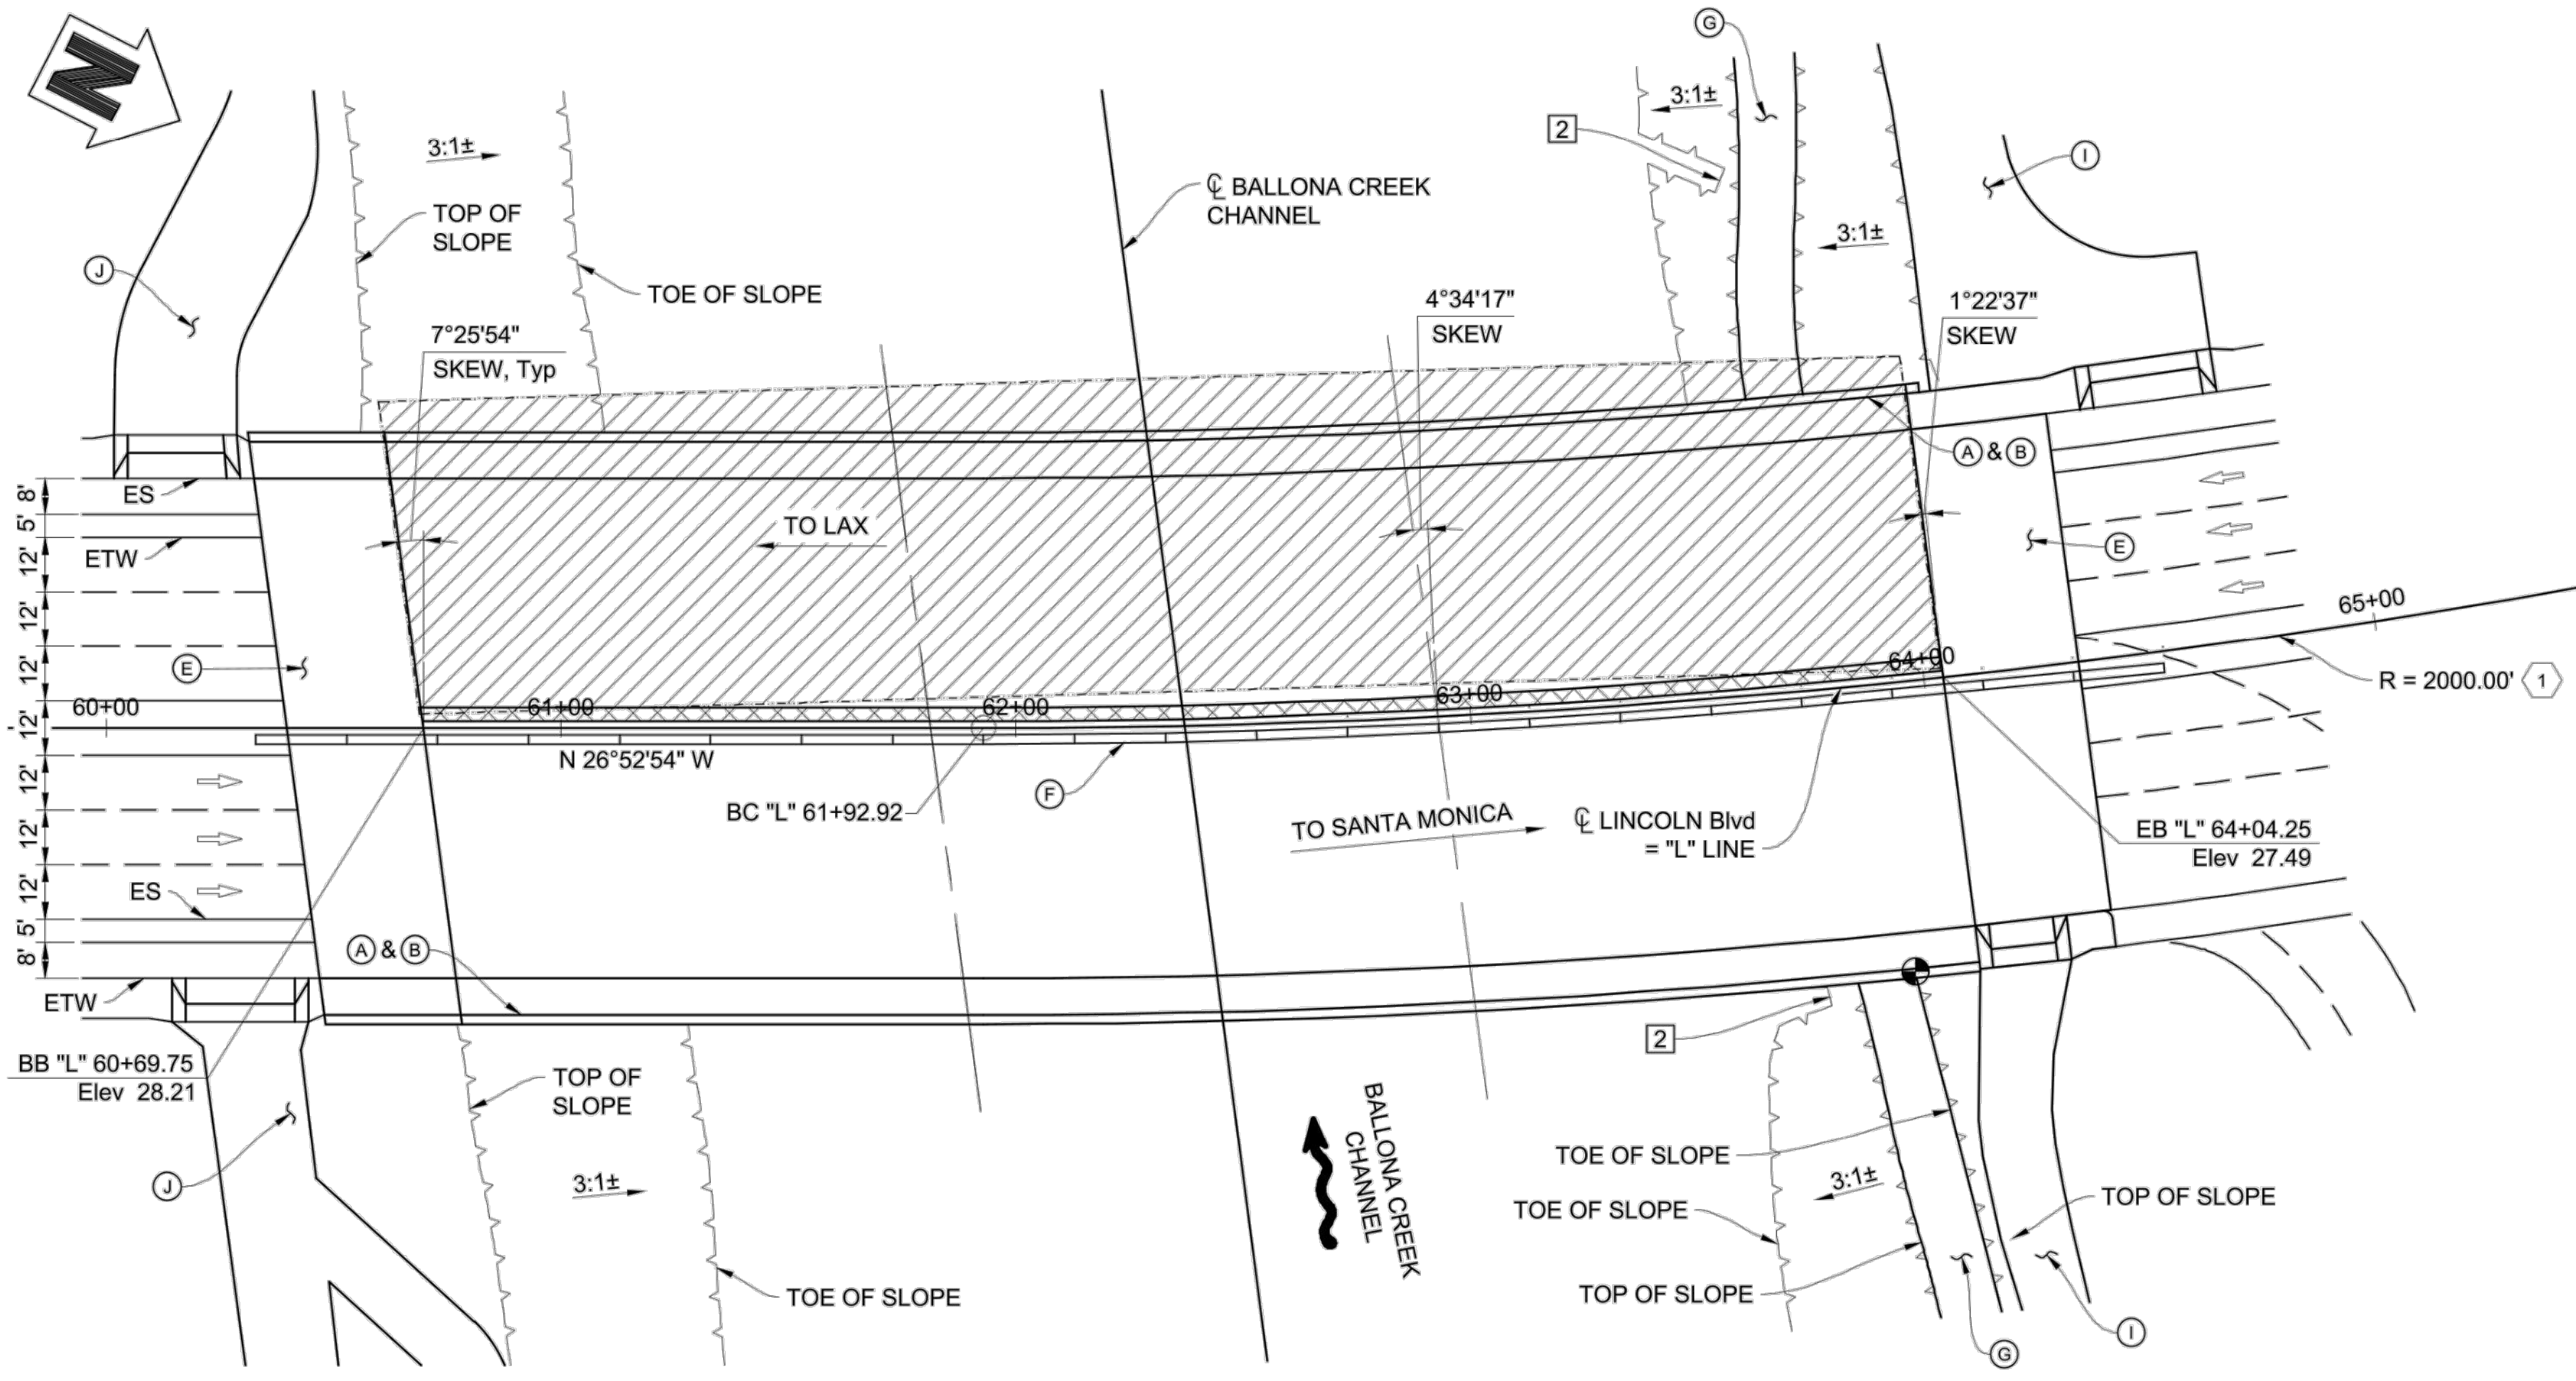 N
G
3:1±
2
3:1±
I
℄ BALLONA CREEK
CHANNEL
TOP OF
SLOPE
3:1±
J
TOE OF SLOPE
4°34'17"
SKEW
1°22'37"
SKEW
7°25'54"
SKEW, Typ
A & B
8'
ES
5'
TO LAX
ETW
12'
E
12'
65+00
12'
E
64+00
R = 2000.00' 1
60+00
61+00
62+00
63+00
12'
N 26°52'54" W
12'
F
BC "L" 61+92.92
TO SANTA MONICA
℄ LINCOLN Blvd
= "L" LINE
EB "L" 64+04.25
Elev 27.49
12'
12'
ES
5'
A & B
8'
ETW
2
BB "L" 60+69.75
Elev 28.21
TOP OF
SLOPE
BALLONA CREEK
CHANNEL
TOE OF SLOPE
J
3:1±
3:1±
TOE OF SLOPE
TOP OF SLOPE
TOE OF SLOPE
TOP OF SLOPE
I
G